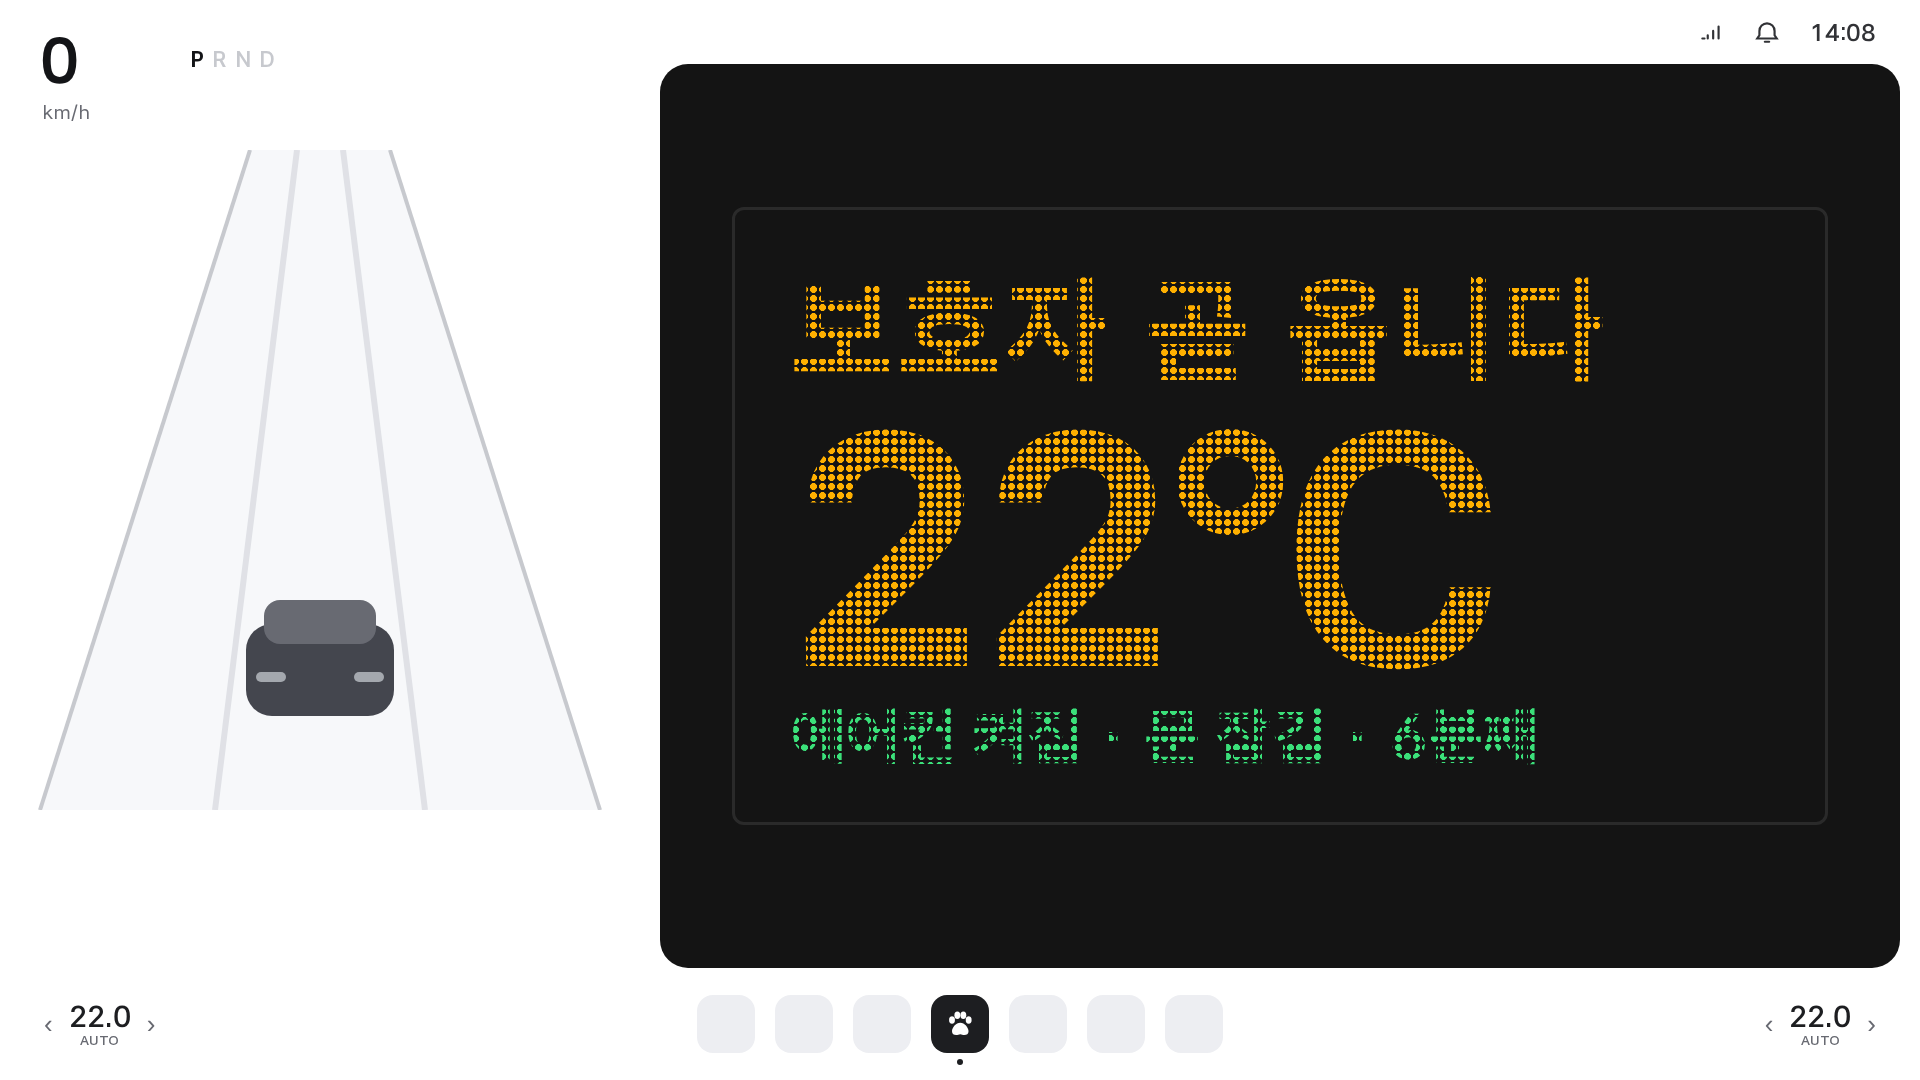 0
km/h
P R N D
14:08
보호자 곧 옵니다
22°C
에어컨 켜짐 · 문 잠김 · 6분째
‹ 22.0 ›
AUTO
‹ 22.0 ›
AUTO